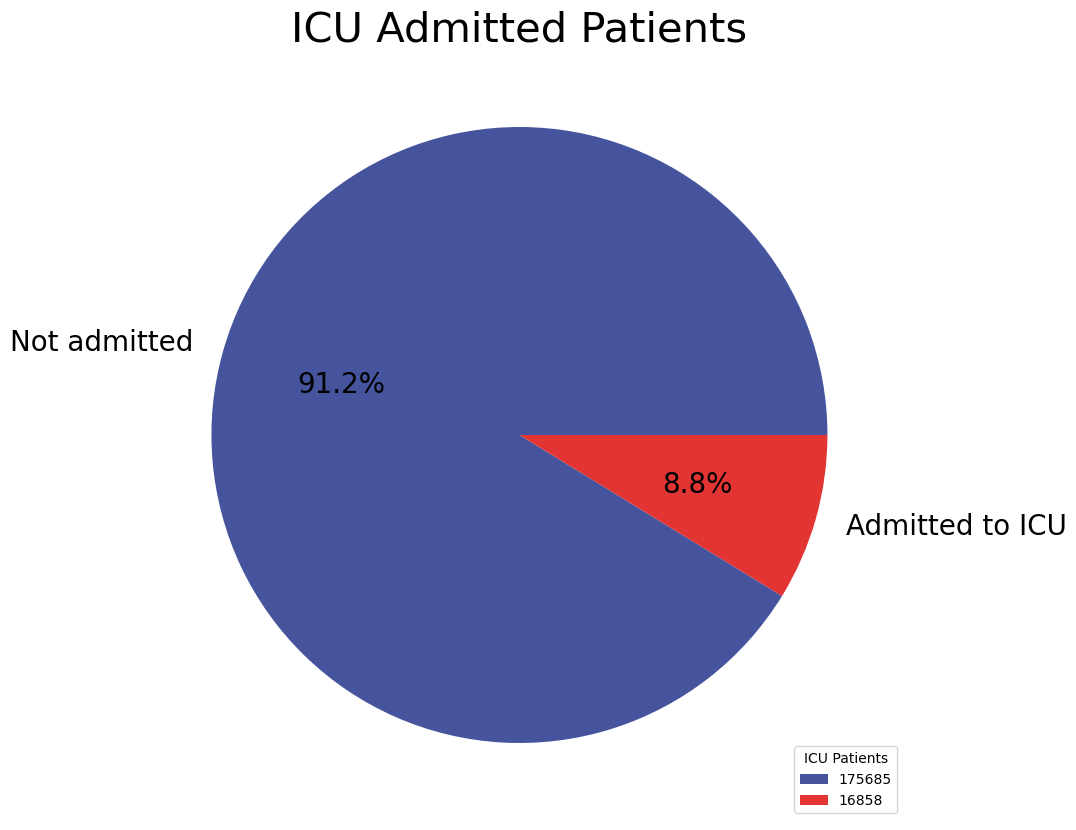 ICU Admitted Patients
Not admitted
91.2%
8.8%
Admitted to ICU
ICU Patients
175685
16858